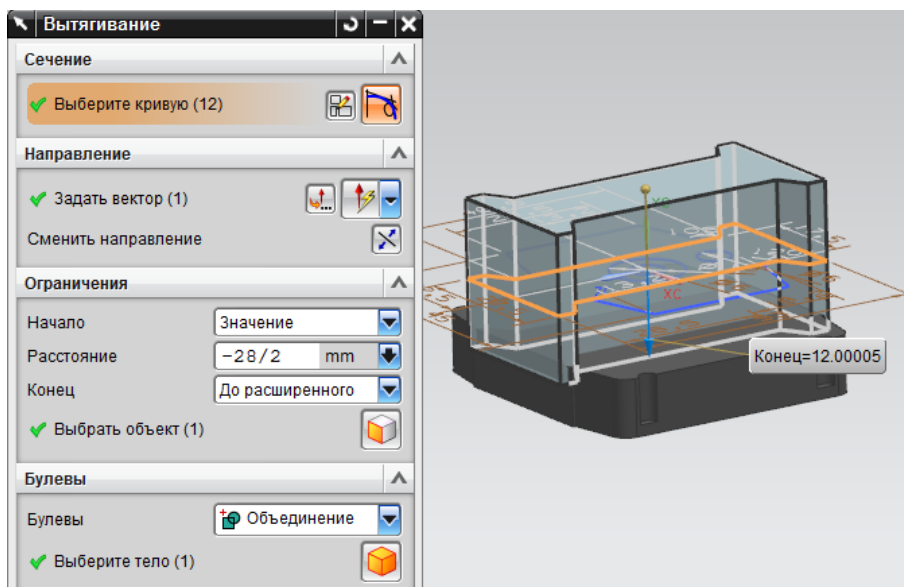 Вытягивание
Сечение
Выберите кривую (12)
Направление
Задать вектор (1)
Сменить направление
Ограничения
Начало Значение
Расстояние -28/2 mm
Конец До расширенного
Выбрать объект (1)
Булевы
Булевы Объединение
Выберите тело (1)
XC
Конец=12.00005